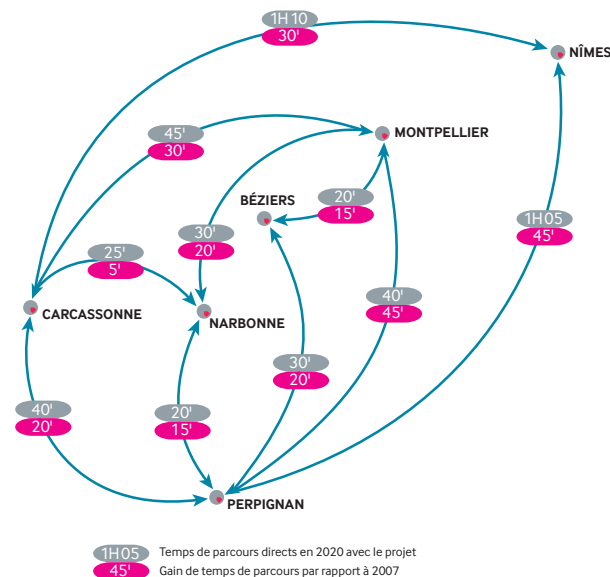 1H10
30'
NÎMES
45'
30'
MONTPELLIER
20'
15'
BÉZIERS
30'
20'
1H05
45'
25'
5'
CARCASSONNE
NARBONNE
40'
45'
30'
20'
40'
20'
20'
15'
PERPIGNAN
1H05 Temps de parcours directs en 2020 avec le projet
45' Gain de temps de parcours par rapport à 2007